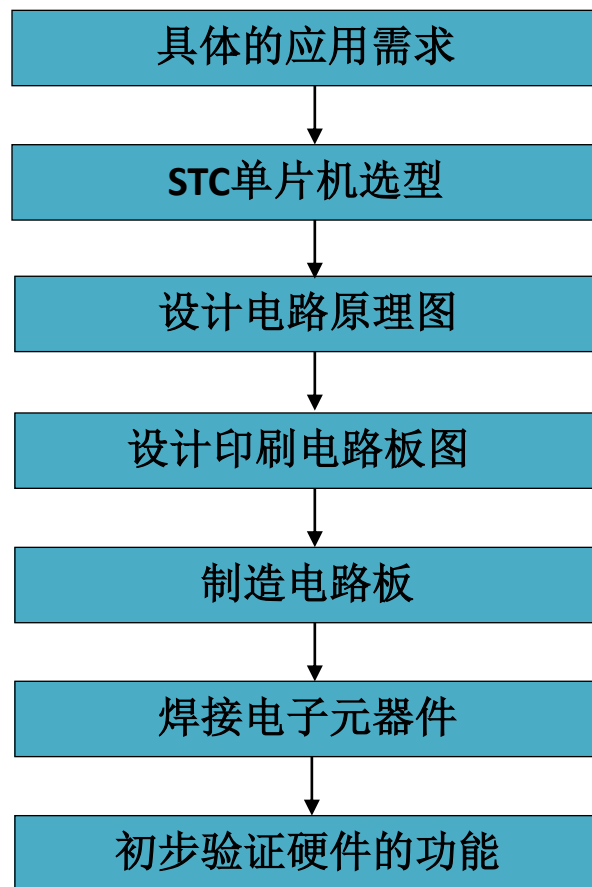 具体的应用需求
STC单片机选型
设计电路原理图
设计印刷电路板图
制造电路板
焊接电子元器件
初步验证硬件的功能